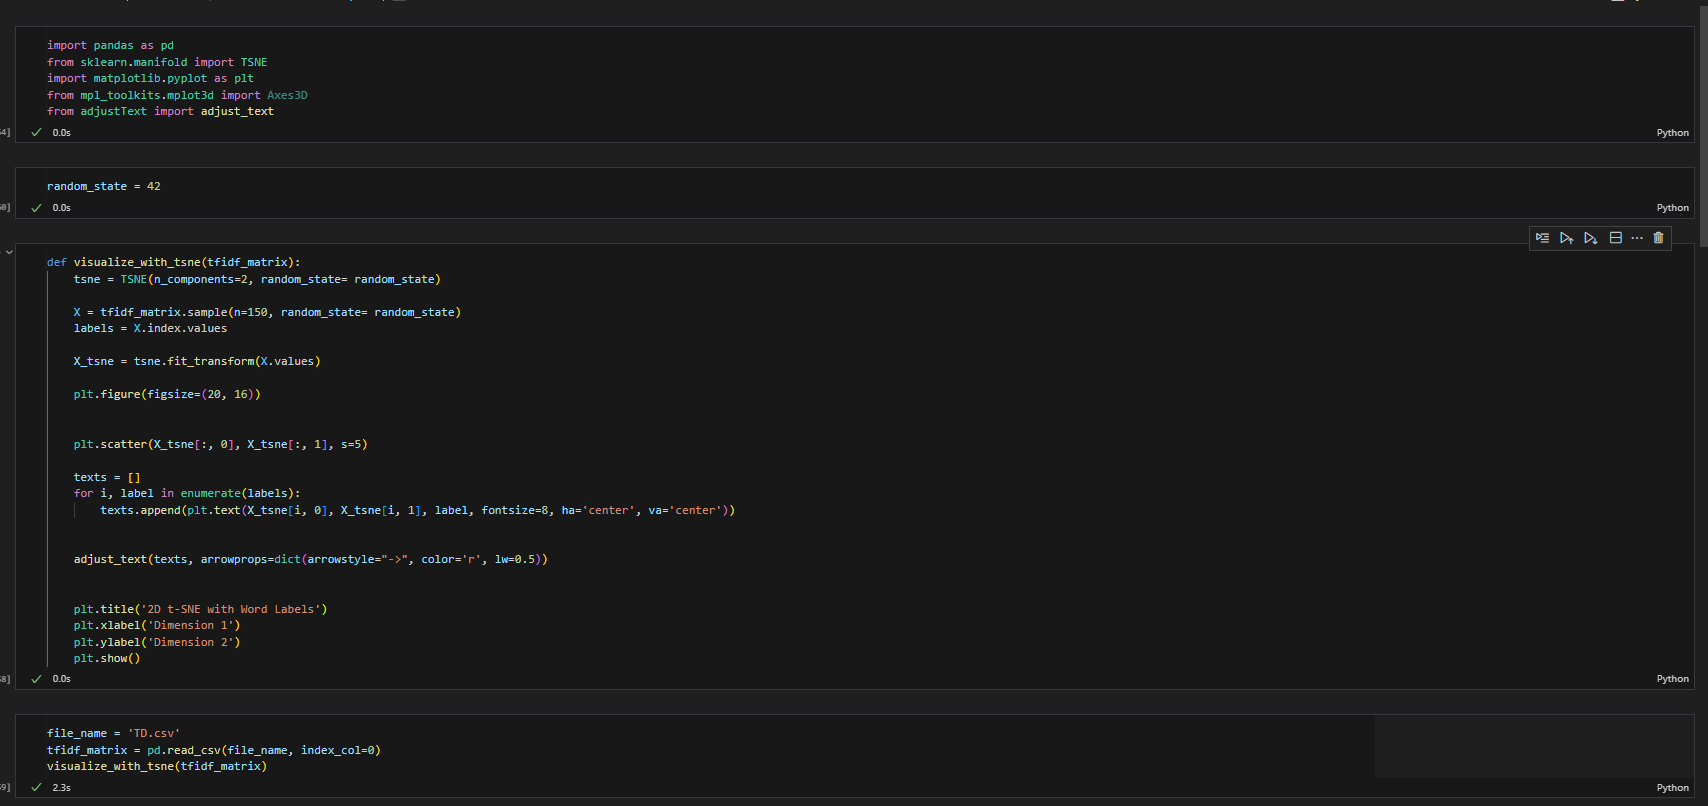 import pandas as pd
from sklearn.manifold import TSNE
import matplotlib.pyplot as plt
from mpl_toolkits.mplot3d import Axes3D
from adjustText import adjust_text
4]
0.0s
Python
random_state = 42
0]
0.0s
Python
def visualize_with_tsne(tfidf_matrix):
    tsne = TSNE(n_components=2, random_state= random_state)
    X = tfidf_matrix.sample(n=150, random_state= random_state)
    labels = X.index.values
    X_tsne = tsne.fit_transform(X.values)
    plt.figure(figsize=(20, 16))
    plt.scatter(X_tsne[:, 0], X_tsne[:, 1], s=5)
    texts = []
    for i, label in enumerate(labels):
        texts.append(plt.text(X_tsne[i, 0], X_tsne[i, 1], label, fontsize=8, ha='center', va='center'))
    adjust_text(texts, arrowprops=dict(arrowstyle="->", color='r', lw=0.5))
    plt.title('2D t-SNE with Word Labels')
    plt.xlabel('Dimension 1')
    plt.ylabel('Dimension 2')
    plt.show()
8]
0.0s
Python
file_name = 'TD.csv'
tfidf_matrix = pd.read_csv(file_name, index_col=0)
visualize_with_tsne(tfidf_matrix)
9]
2.3s
Python